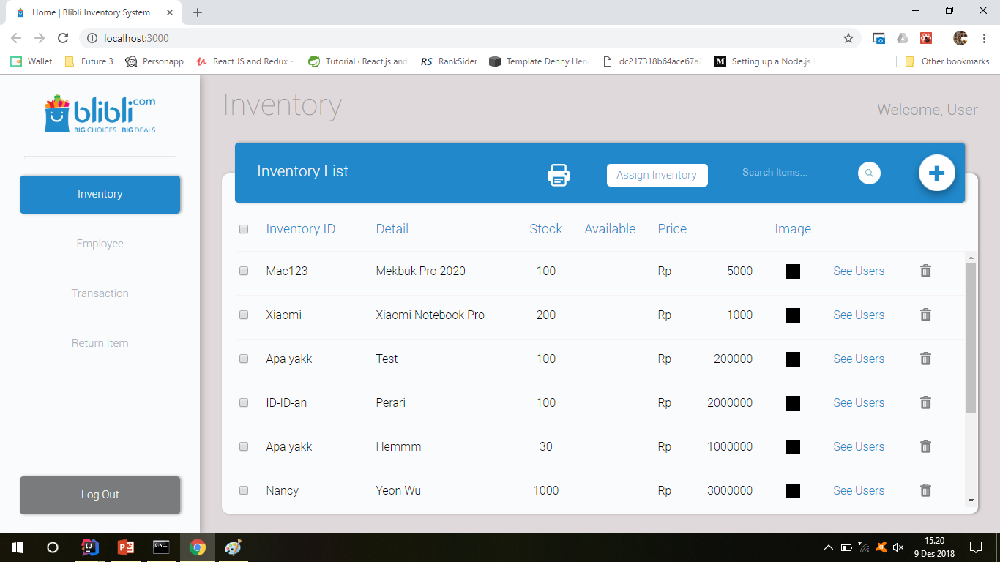 Home | Blibli Inventory System
localhost:3000
Wallet Future 3 Personapp React JS and Redux - Tutorial · React.js and RS RankSider Template Denny Hen dc217318b64ace67a M Setting up a Node.js Other bookmarks
blibli.com
BIG CHOICES BIG DEALS
Inventory
Employee
Transaction
Return Item
Log Out
Inventory
Welcome, User
Inventory List Assign Inventory Search Items...
Inventory ID Detail Stock Available Price Image
Mac123 Mekbuk Pro 2020 100 Rp 5000 See Users
Xiaomi Xiaomi Notebook Pro 200 Rp 1000 See Users
Apa yakk Test 100 Rp 200000 See Users
ID-ID-an Perari 100 Rp 2000000 See Users
Apa yakk Hemmm 30 Rp 1000000 See Users
Nancy Yeon Wu 1000 Rp 3000000 See Users
15.20
9 Des 2018